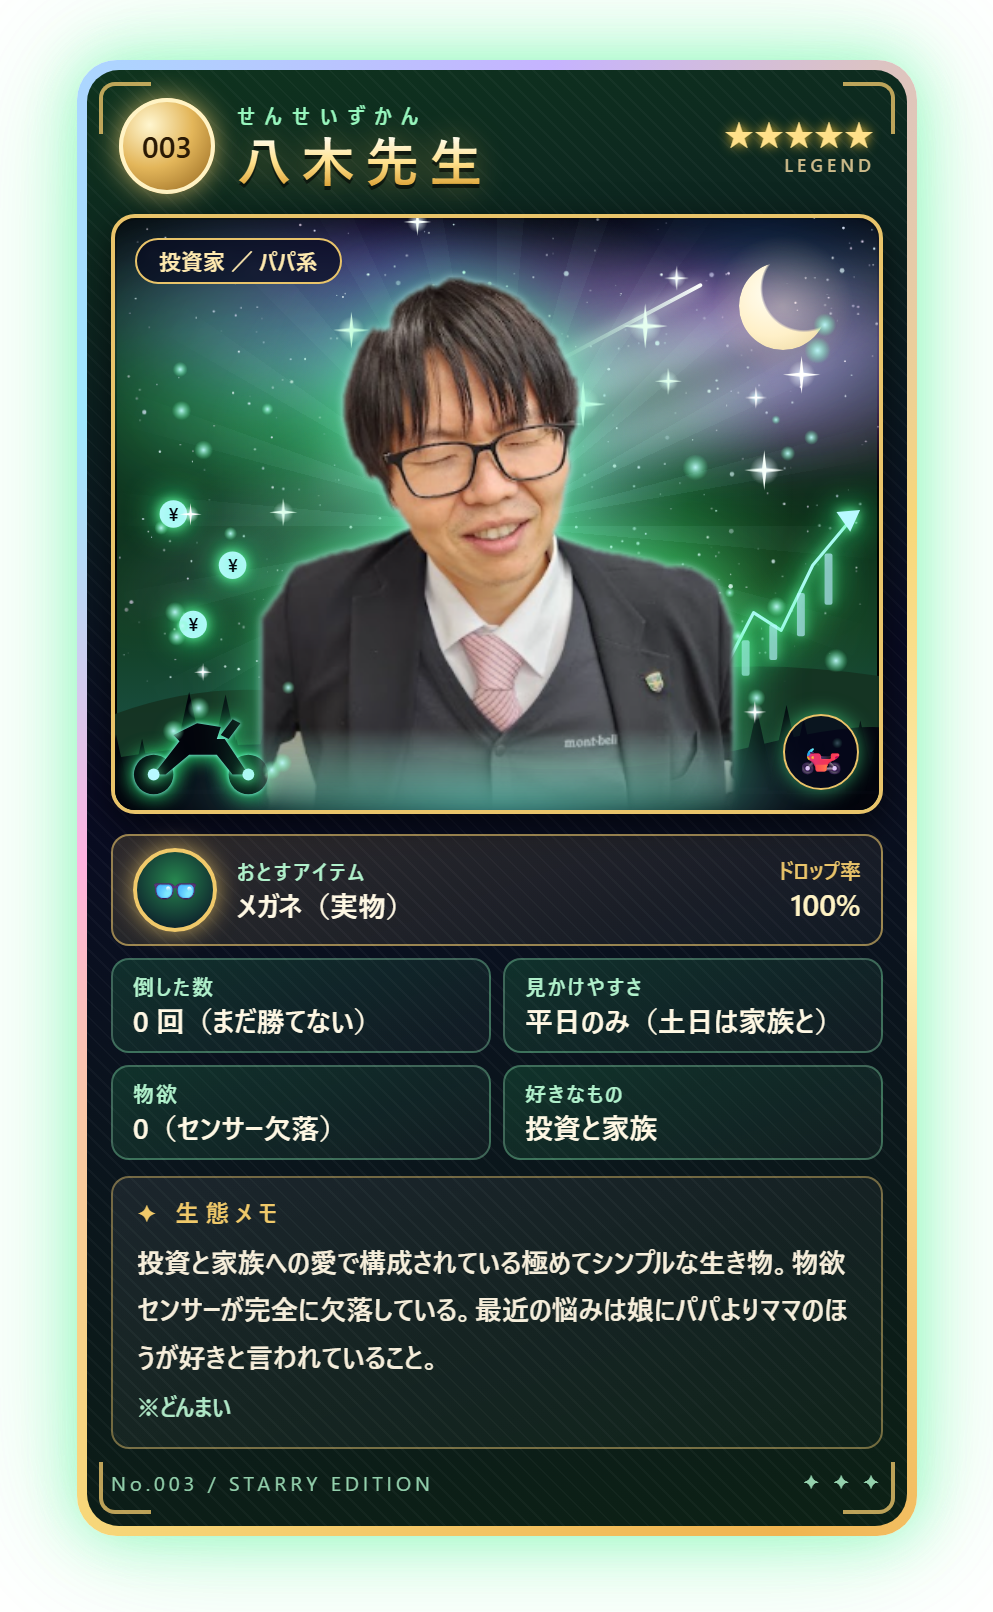 003
せんせいずかん
八木先生
★★★★★
LEGEND
投資家 ／ パパ系
¥
¥
¥
mont-bell
おとすアイテム
メガネ（実物）
ドロップ率
100%
倒した数
0 回（まだ勝てない）
見かけやすさ
平日のみ（土日は家族と）
物欲
0（センサー欠落）
好きなもの
投資と家族
✦ 生態メモ
投資と家族への愛で構成されている極めてシンプルな生き物。物欲
センサーが完全に欠落している。最近の悩みは娘にパパよりママのほ
うが好きと言われていること。
※どんまい
No.003 / STARRY EDITION
✦ ✦ ✦